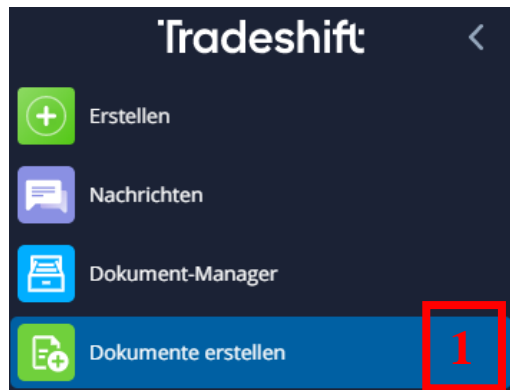 Tradeshift
Erstellen
Nachrichten
Dokument-Manager
Dokumente erstellen
1